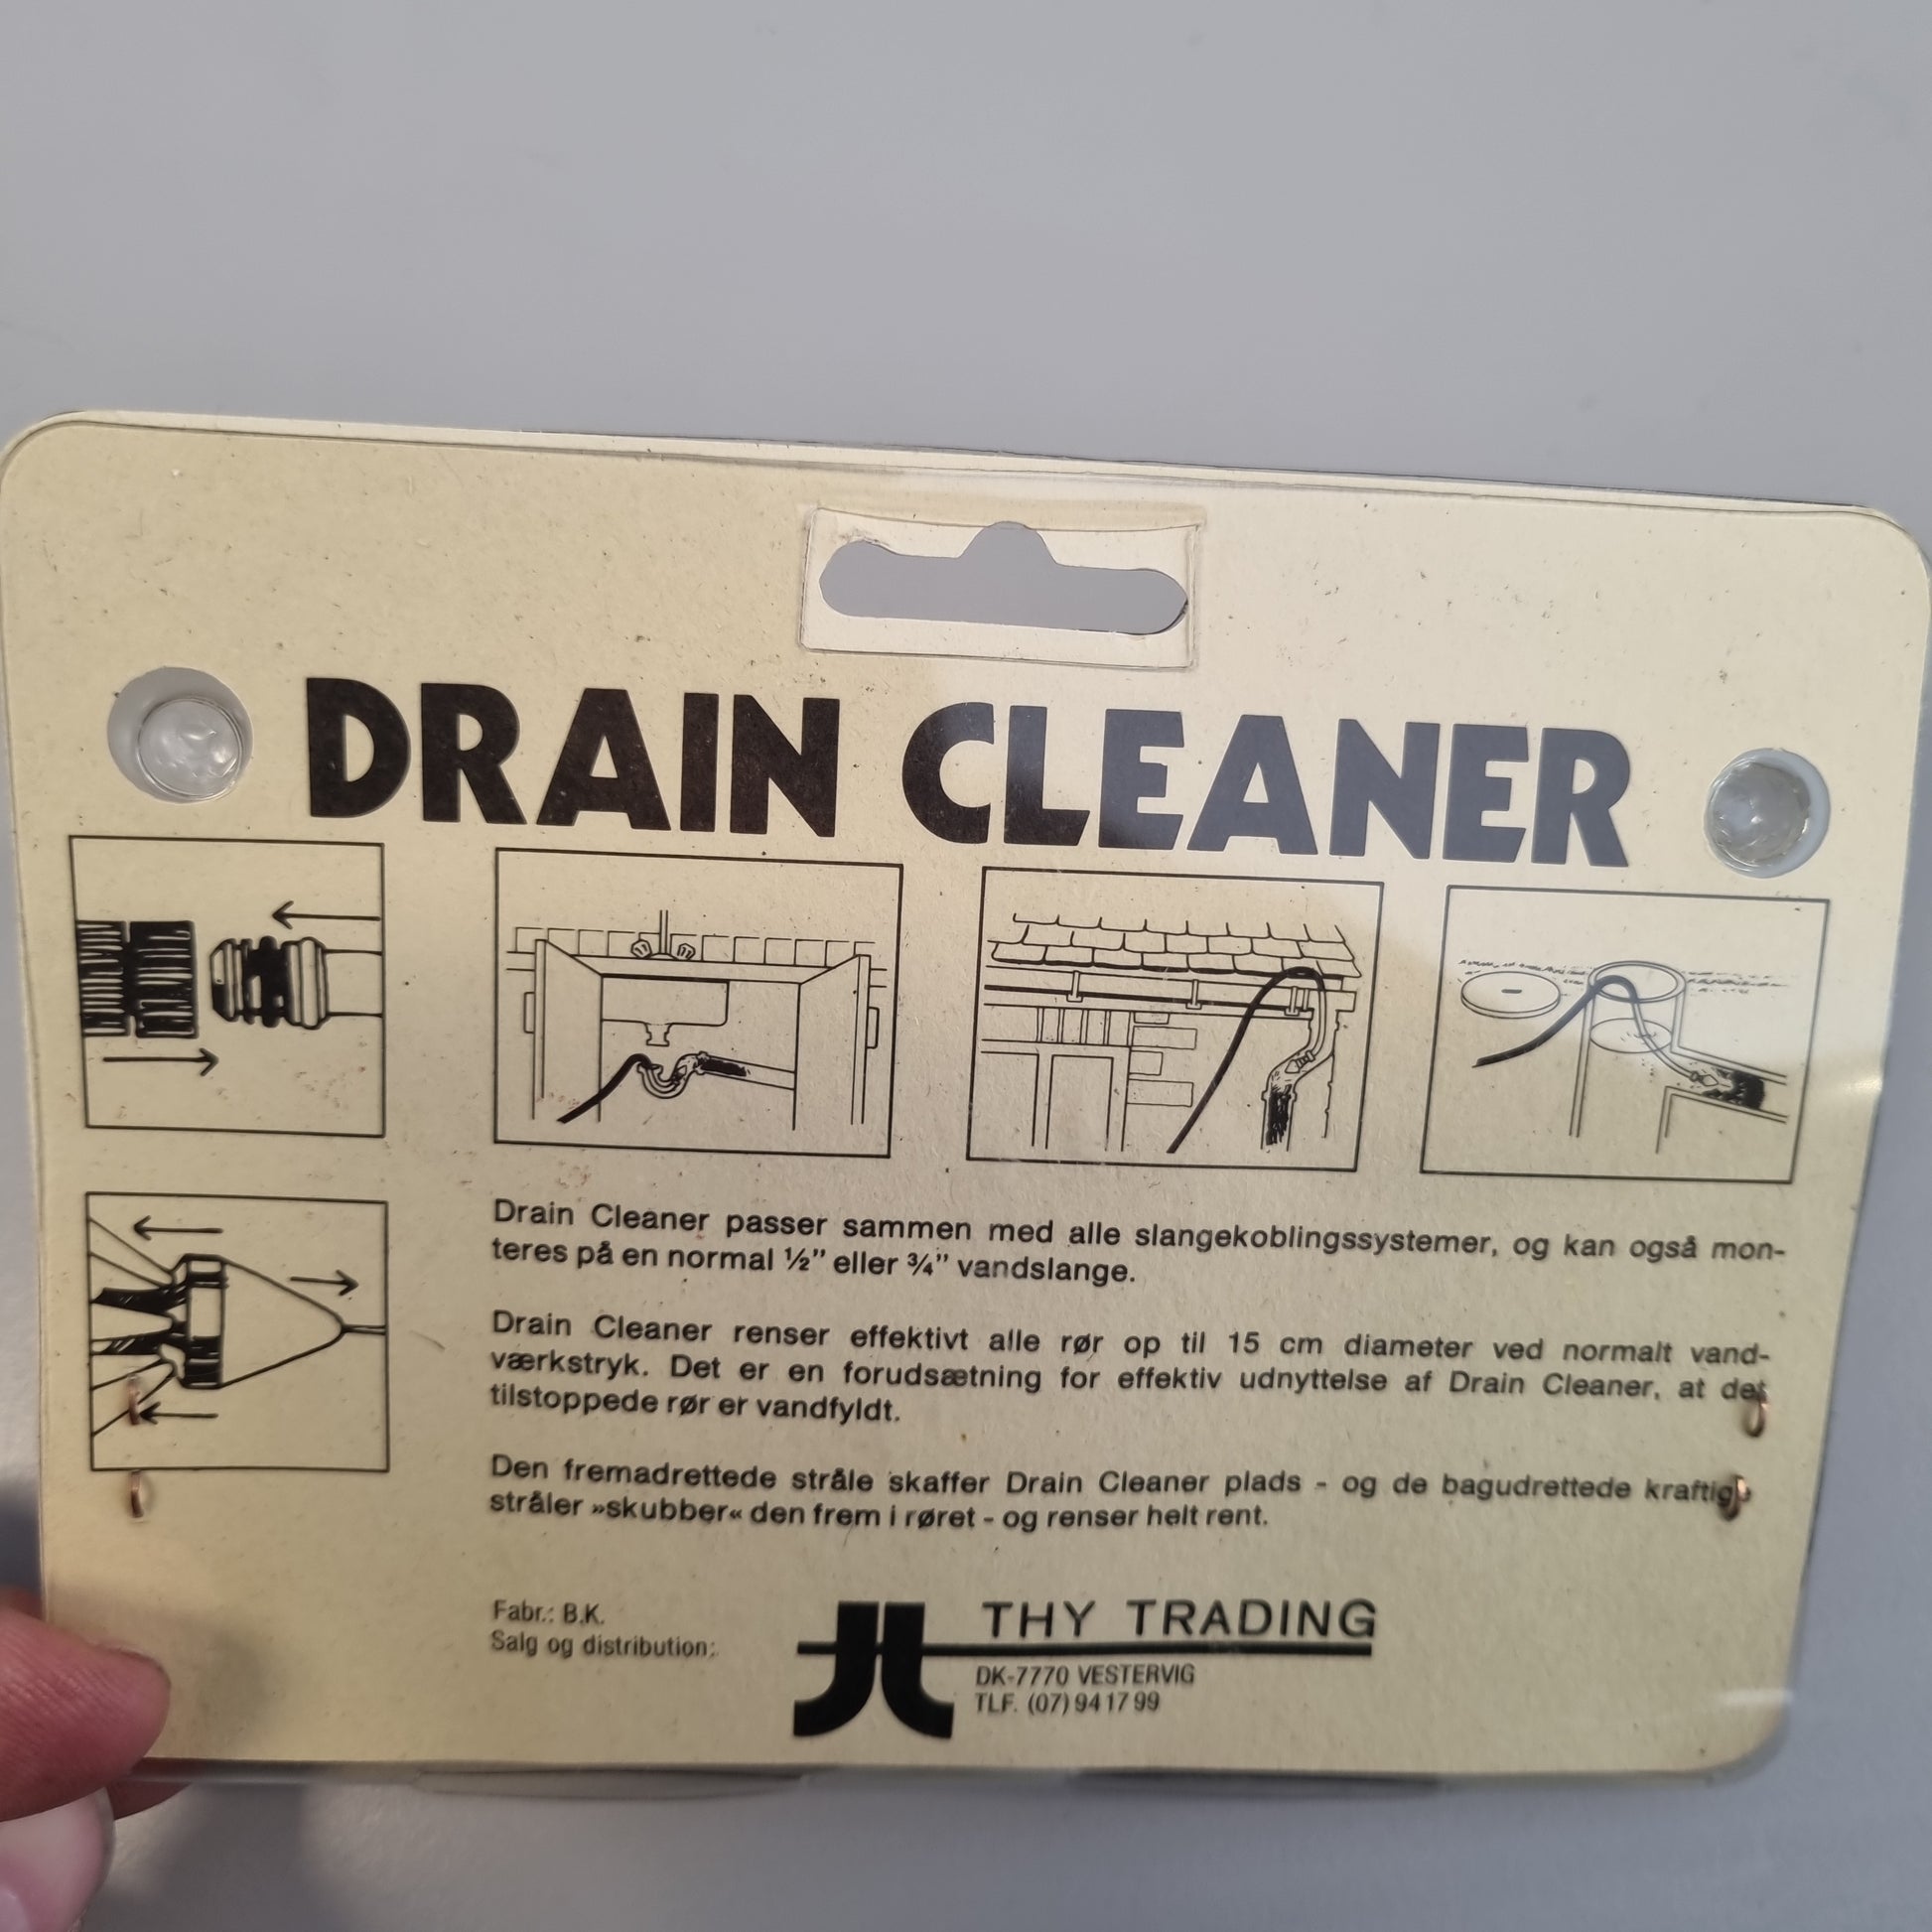 DRAIN CLEANER
Drain Cleaner passer sammen med alle slangekoblingssystemer, og kan også mon-
teres på en normal ½" eller ¾" vandslange.
Drain Cleaner renser effektivt alle rør op til 15 cm diameter ved normalt vand-
værkstryk. Det er en forudsætning for effektiv udnyttelse af Drain Cleaner, at det
tilstoppede rør er vandfyldt.
Den fremadrettede stråle skaffer Drain Cleaner plads - og de bagudrettede
stråler »skubber« den frem i røret - og renser helt rent.
Fabr.: B.K.
Salg og distribution:
THY TRADING
DK-7770 VESTERVIG
TLF. (07) 94 17 99